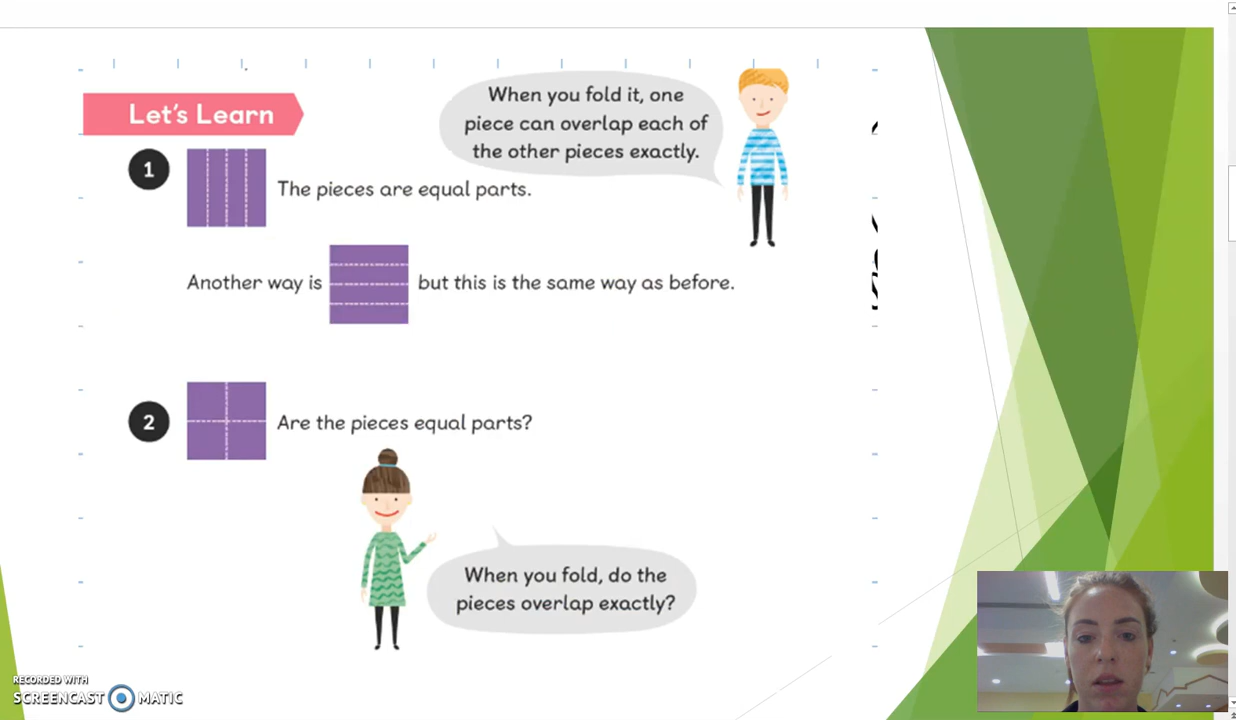 Let's Learn
When you fold it, one
piece can overlap each of
the other pieces exactly.
1
The pieces are equal parts.
Another way is
but this is the same way as before.
2
Are the pieces equal parts?
When you fold, do the
pieces overlap exactly?
RECORDED WITH
SCREENCAST MATIC